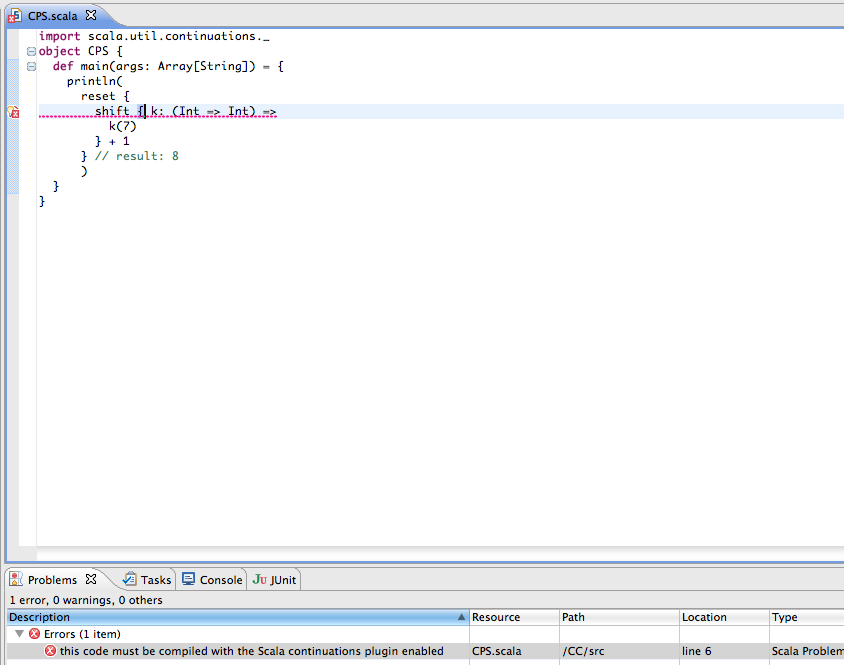 CPS.scala
import scala.util.continuations._
object CPS {
def main(args: Array[String]) = {
println(
reset {
shift { k: (Int => Int) =>
k(7)
} + 1
} // result: 8
)
}
}
Problems Tasks Console JUnit
1 error, 0 warnings, 0 others
Description Resource Path Location Type
Errors (1 item)
this code must be compiled with the Scala continuations plugin enabled CPS.scala /CC/src line 6 Scala Problem